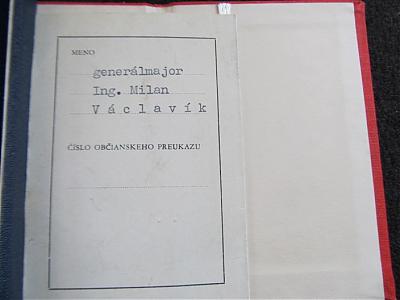 MENO
generálmajor
Ing. Milan
Václavík
ČÍSLO OBČIANSKEHO PREUKAZU